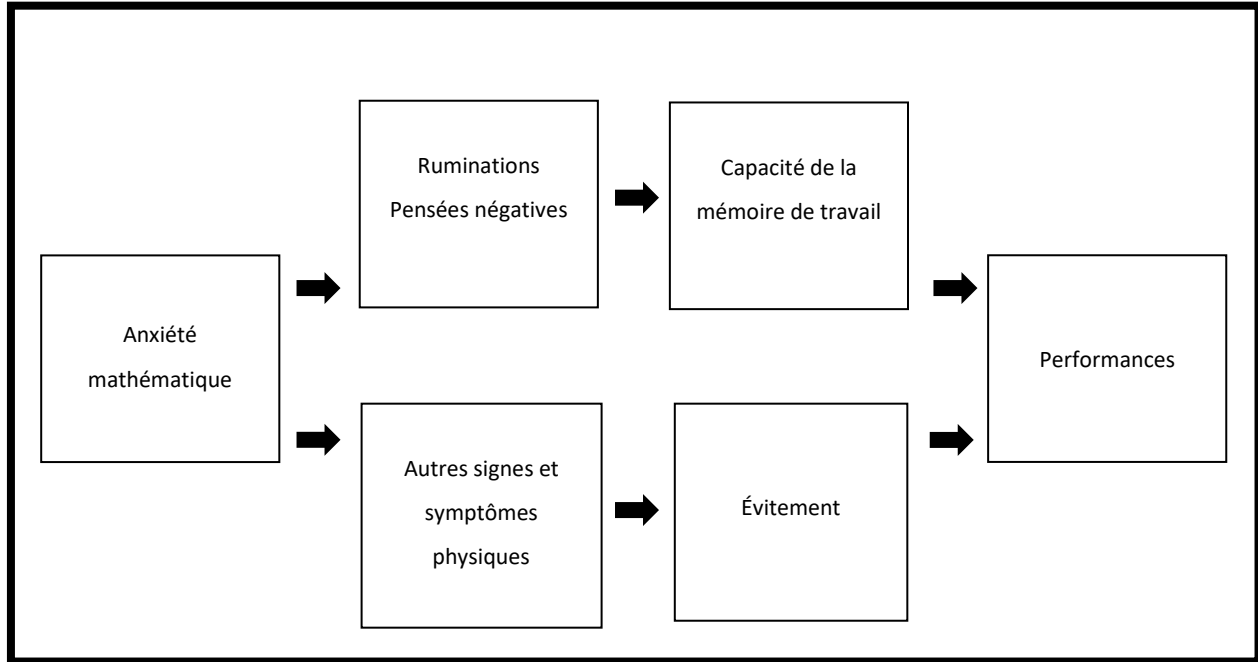 Anxiété
mathématique
Ruminations
Pensées négatives
Capacité de la
mémoire de travail
Autres signes et
symptômes
physiques
Évitement
Performances